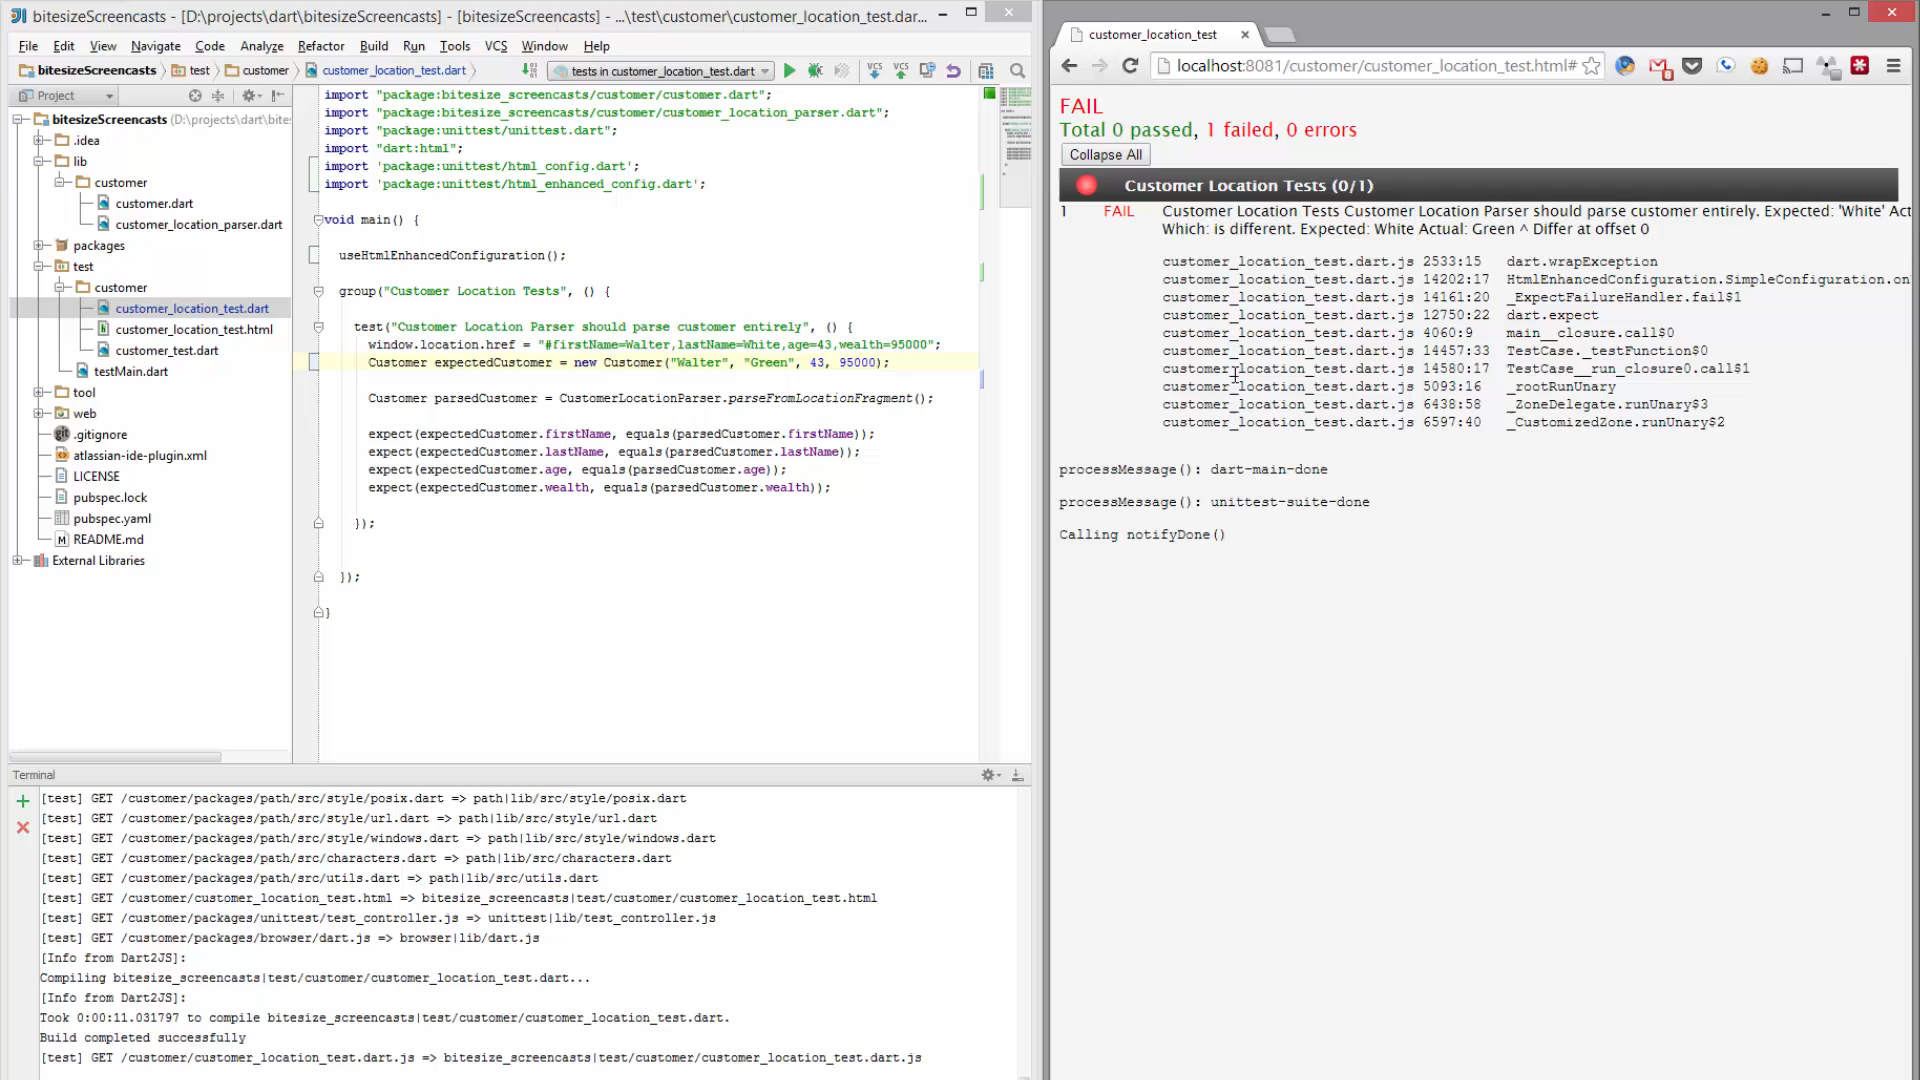 bitesizeScreencasts - [D:\projects\dart\bitesizeScreencasts] - [bitesizeScreencasts] - ...\test\customer\customer_location_test.dar...
File Edit View Navigate Code Analyze Refactor Build Run Tools VCS Window Help
bitesizeScreencasts test customer customer_location_test.dart tests in customer_location_test.dart VCS VCS
Project
bitesizeScreencasts (D:\projects\dart\bites
.idea
lib
customer
customer.dart
customer_location_parser.dart
packages
test
customer
customer_location_test.dart
customer_location_test.html
customer_test.dart
testMain.dart
tool
web
.gitignore
atlassian-ide-plugin.xml
LICENSE
pubspec.lock
pubspec.yaml
README.md
External Libraries
import "package:bitesize_screencasts/customer/customer.dart";
import "package:bitesize_screencasts/customer/customer_location_parser.dart";
import "package:unittest/unittest.dart";
import "dart:html";
import 'package:unittest/html_config.dart';
import 'package:unittest/html_enhanced_config.dart';
void main() {
useHtmlEnhancedConfiguration();
group("Customer Location Tests", () {
test("Customer Location Parser should parse customer entirely", () {
window.location.href = "#firstName=Walter,lastName=White,age=43,wealth=95000";
Customer expectedCustomer = new Customer("Walter", "Green", 43, 95000);
Customer parsedCustomer = CustomerLocationParser.parseFromLocationFragment();
expect(expectedCustomer.firstName, equals(parsedCustomer.firstName));
expect(expectedCustomer.lastName, equals(parsedCustomer.lastName));
expect(expectedCustomer.age, equals(parsedCustomer.age));
expect(expectedCustomer.wealth, equals(parsedCustomer.wealth));
});
});
}
Terminal
[test] GET /customer/packages/path/src/style/posix.dart => path|lib/src/style/posix.dart
[test] GET /customer/packages/path/src/style/url.dart => path|lib/src/style/url.dart
[test] GET /customer/packages/path/src/style/windows.dart => path|lib/src/style/windows.dart
[test] GET /customer/packages/path/src/characters.dart => path|lib/src/characters.dart
[test] GET /customer/packages/path/src/utils.dart => path|lib/src/utils.dart
[test] GET /customer/customer_location_test.html => bitesize_screencasts|test/customer/customer_location_test.html
[test] GET /customer/packages/unittest/test_controller.js => unittest|lib/test_controller.js
[test] GET /customer/packages/browser/dart.js => browser|lib/dart.js
[Info from Dart2JS]:
Compiling bitesize_screencasts|test/customer/customer_location_test.dart...
[Info from Dart2JS]:
Took 0:00:11.031797 to compile bitesize_screencasts|test/customer/customer_location_test.dart.
Build completed successfully
[test] GET /customer/customer_location_test.dart.js => bitesize_screencasts|test/customer/customer_location_test.dart.js
customer_location_test
localhost:8081/customer/customer_location_test.html#
FAIL
Total 0 passed, 1 failed, 0 errors
Collapse All
Customer Location Tests (0/1)
1 FAIL Customer Location Tests Customer Location Parser should parse customer entirely. Expected: 'White' Act
Which: is different. Expected: White Actual: Green ^ Differ at offset 0
customer_location_test.dart.js 2533:15 dart.wrapException
customer_location_test.dart.js 14202:17 HtmlEnhancedConfiguration.SimpleConfiguration.on
customer_location_test.dart.js 14161:20 _ExpectFailureHandler.fail$1
customer_location_test.dart.js 12750:22 dart.expect
customer_location_test.dart.js 4060:9 main__closure.call$0
customer_location_test.dart.js 14457:33 TestCase._testFunction$0
customer_location_test.dart.js 14580:17 TestCase__run_closure0.call$1
customer_location_test.dart.js 5093:16 _rootRunUnary
customer_location_test.dart.js 6438:58 _ZoneDelegate.runUnary$3
customer_location_test.dart.js 6597:40 _CustomizedZone.runUnary$2
processMessage(): dart-main-done
processMessage(): unittest-suite-done
Calling notifyDone()